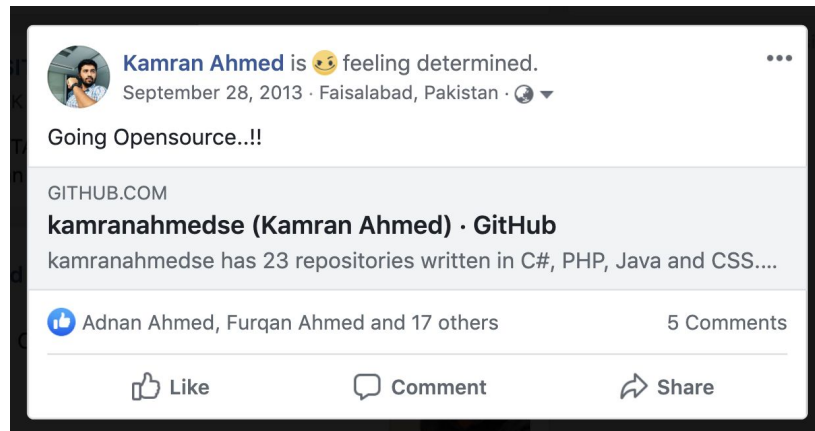 Kamran Ahmed is feeling determined.
September 28, 2013 · Faisalabad, Pakistan ·
Going Opensource..!!
GITHUB.COM
kamranahmedse (Kamran Ahmed) · GitHub
kamranahmedse has 23 repositories written in C#, PHP, Java and CSS....
Adnan Ahmed, Furqan Ahmed and 17 others 5 Comments
Like Comment Share